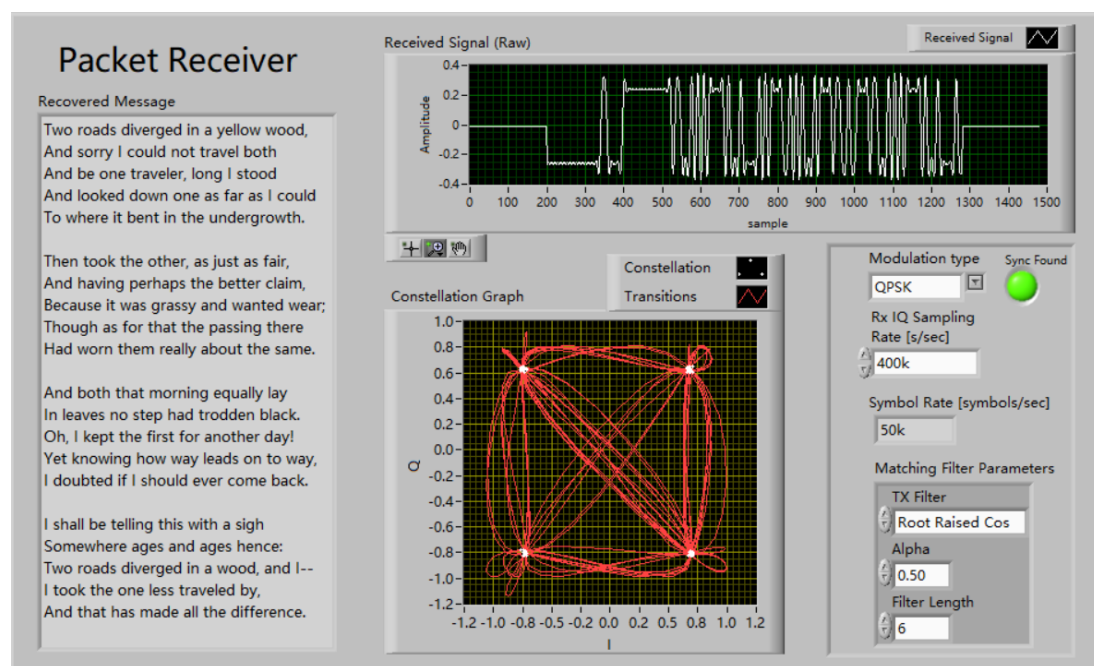 Packet Receiver
Recovered Message
Two roads diverged in a yellow wood,
And sorry I could not travel both
And be one traveler, long I stood
And looked down one as far as I could
To where it bent in the undergrowth.
Then took the other, as just as fair,
And having perhaps the better claim,
Because it was grassy and wanted wear;
Though as for that the passing there
Had worn them really about the same.
And both that morning equally lay
In leaves no step had trodden black.
Oh, I kept the first for another day!
Yet knowing how way leads on to way,
I doubted if I should ever come back.
I shall be telling this with a sigh
Somewhere ages and ages hence:
Two roads diverged in a wood, and I--
I took the one less traveled by,
And that has made all the difference.
Received Signal (Raw)
Received Signal
Amplitude
0.4
0.2
0
-0.2
-0.4
0 100 200 300 400 500 600 700 800 900 1000 1100 1200 1300 1400 1500
sample
Constellation Graph
Constellation
Transitions
Q
1.0
0.8
0.6
0.4
0.2
0.0
-0.2
-0.4
-0.6
-0.8
-1.0
-1.2
-1.2 -1.0 -0.8 -0.5 -0.2 0.0 0.2 0.5 0.8 1.0 1.2
I
Modulation type
Sync Found
QPSK
Rx IQ Sampling
Rate [s/sec]
400k
Symbol Rate [symbols/sec]
50k
Matching Filter Parameters
TX Filter
Root Raised Cos
Alpha
0.50
Filter Length
6